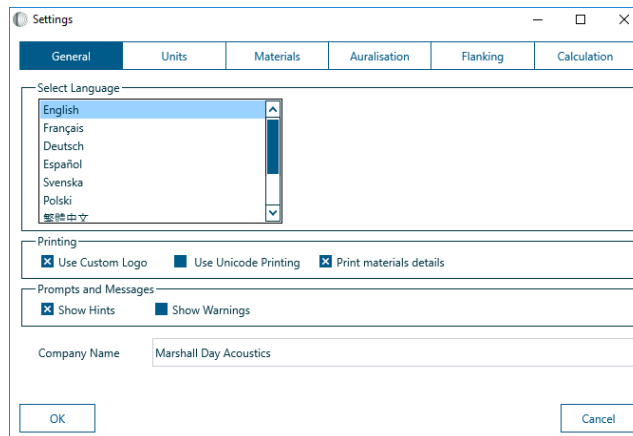 Settings
General Units Materials Auralisation Flanking Calculation
Select Language
English
Français
Deutsch
Español
Svenska
Polski
繁體中文
Printing
Use Custom Logo Use Unicode Printing Print materials details
Prompts and Messages
Show Hints Show Warnings
Company Name Marshall Day Acoustics
OK Cancel